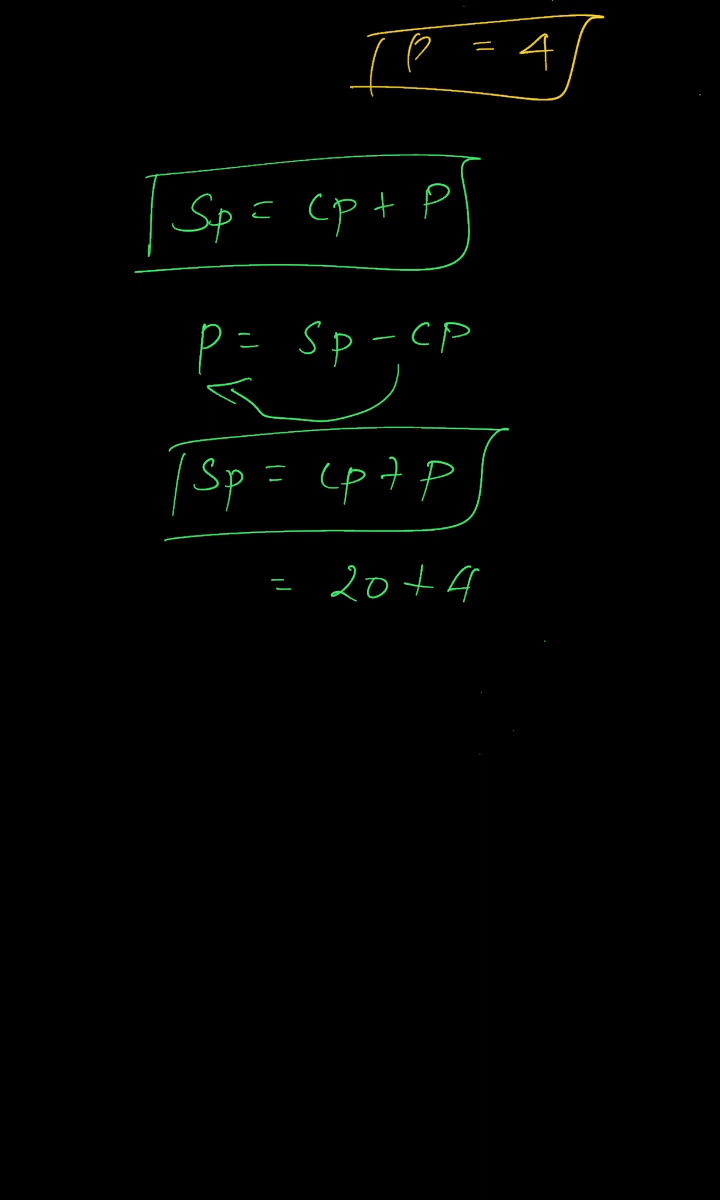 P = 4
Sp = Cp + P
P = Sp - CP
Sp = Cp + P
= 20 + 4